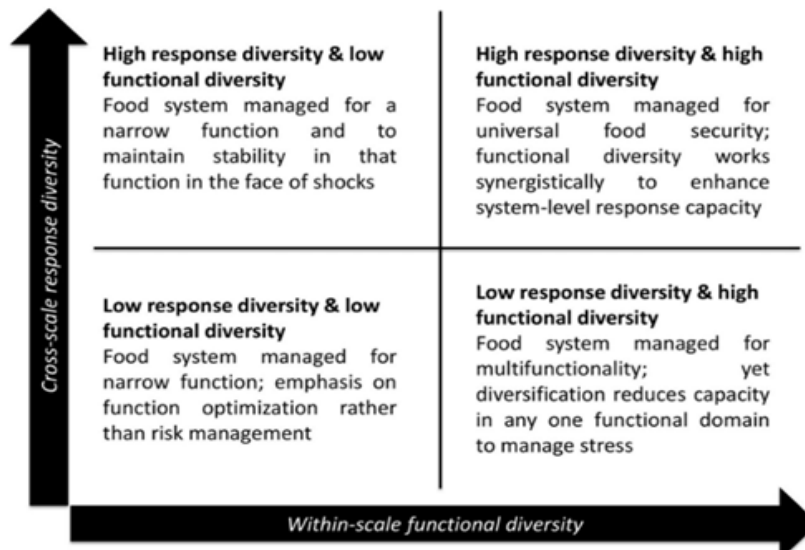 High response diversity & low
functional diversity
Food system managed for a
narrow function and to
maintain stability in that
function in the face of shocks
High response diversity & high
functional diversity
Food system managed for
universal food security;
functional diversity works
synergistically to enhance
system-level response capacity
Low response diversity & low
functional diversity
Food system managed for
narrow function; emphasis on
function optimization rather
than risk management
Low response diversity & high
functional diversity
Food system managed for
multifunctionality; yet
diversification reduces capacity
in any one functional domain
to manage stress
Cross-scale response diversity
Within-scale functional diversity